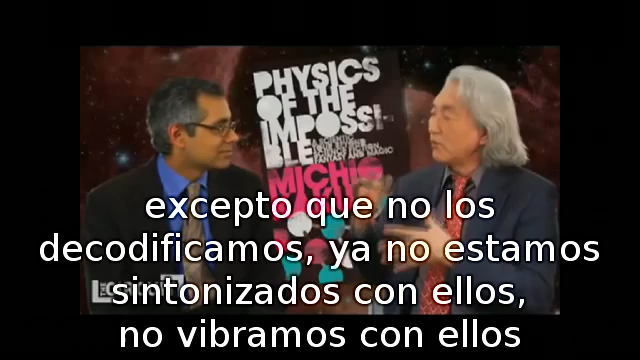 PHYSICS
OF THE
IMPOSSI-
BLE
MICHIO
excepto que no los
decodificamos, ya no estamos
sintonizados con ellos,
no vibramos con ellos